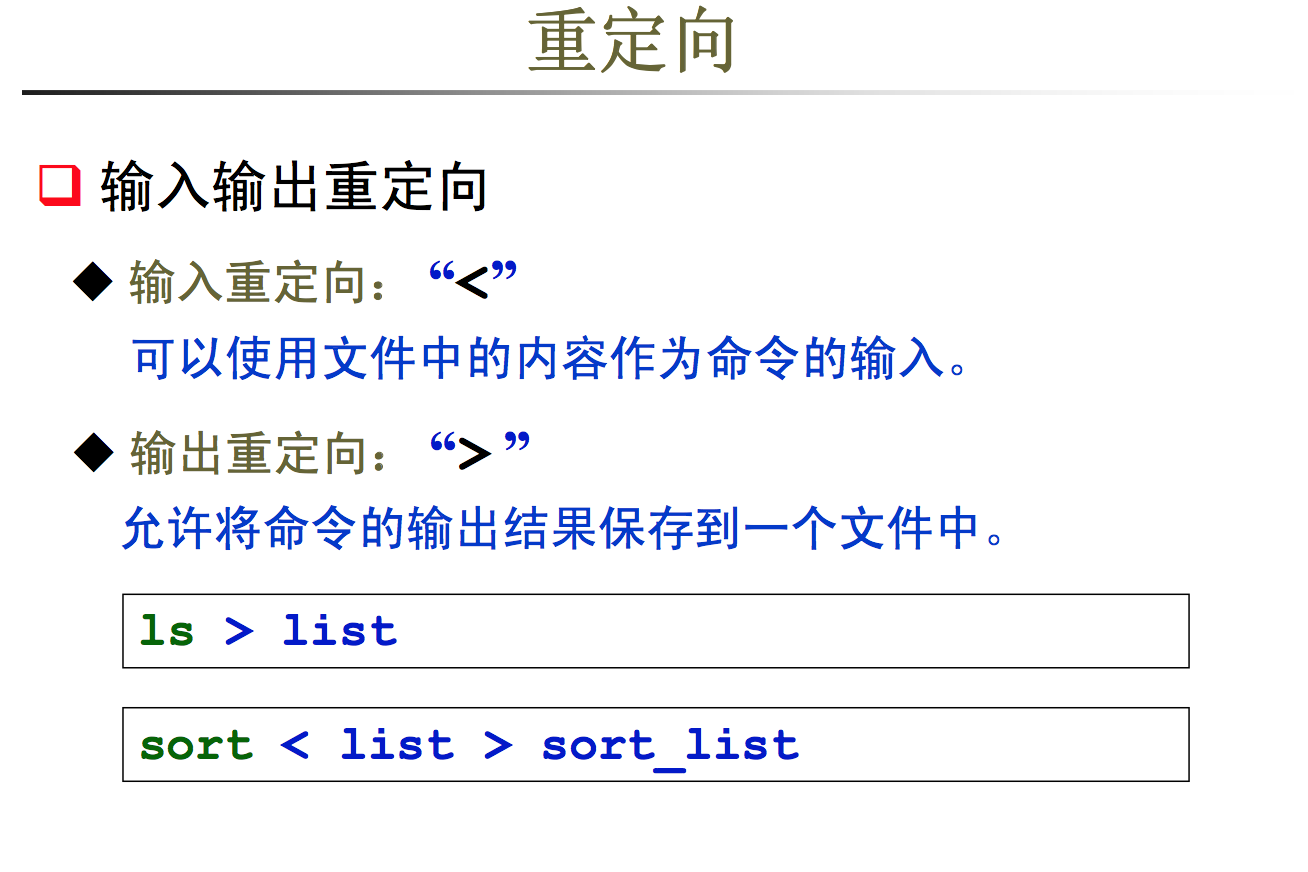 重定向
输入输出重定向
输入重定向： “<”
可以使用文件中的内容作为命令的输入。
输出重定向： “> ”
允许将命令的输出结果保存到一个文件中。
ls > list
sort < list > sort_list